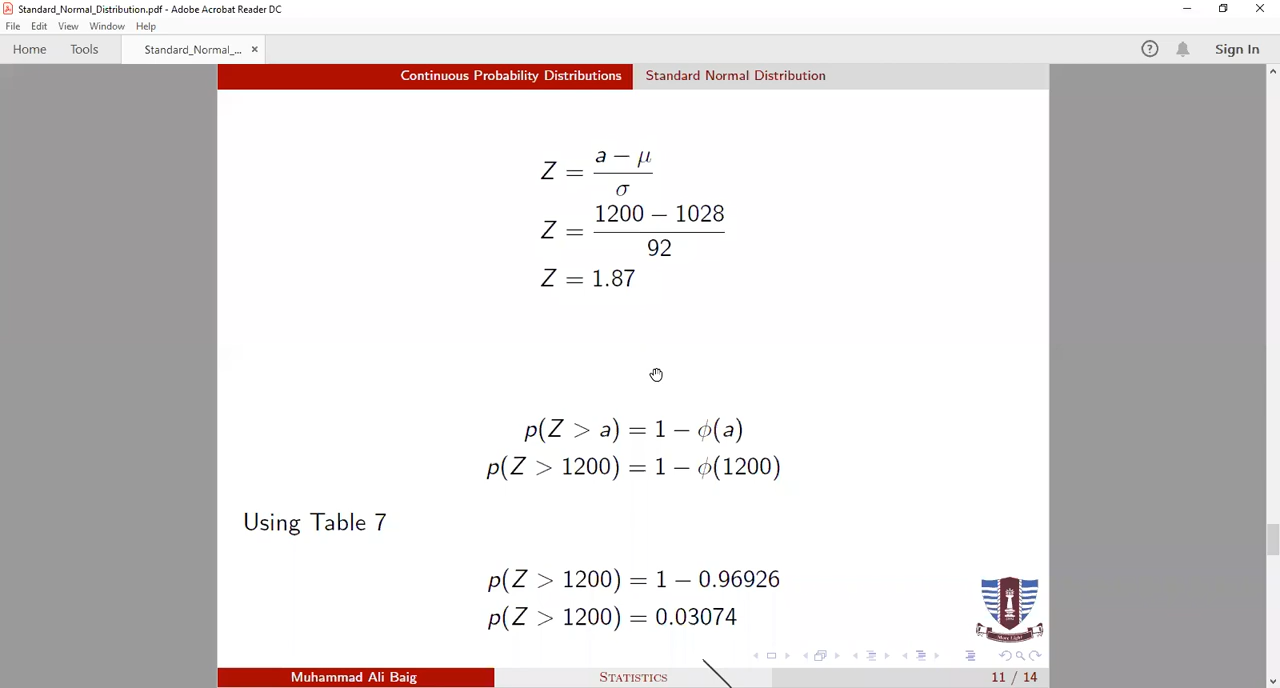 Standard_Normal_Distribution.pdf - Adobe Acrobat Reader DC
File Edit View Window Help
Home Tools Standard_Normal_... × Sign In
Continuous Probability Distributions Standard Normal Distribution
Z = (a − μ) / σ
Z = (1200 − 1028) / 92
Z = 1.87
p(Z > a) = 1 − ϕ(a)
p(Z > 1200) = 1 − ϕ(1200)
Using Table 7
p(Z > 1200) = 1 − 0.96926
p(Z > 1200) = 0.03074
Muhammad Ali Baig STATISTICS 11 / 14